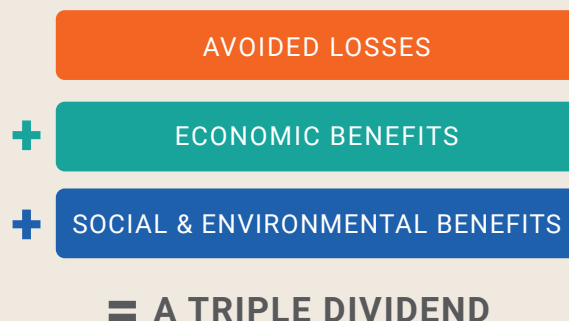 AVOIDED LOSSES
+ ECONOMIC BENEFITS
+ SOCIAL & ENVIRONMENTAL BENEFITS
= A TRIPLE DIVIDEND